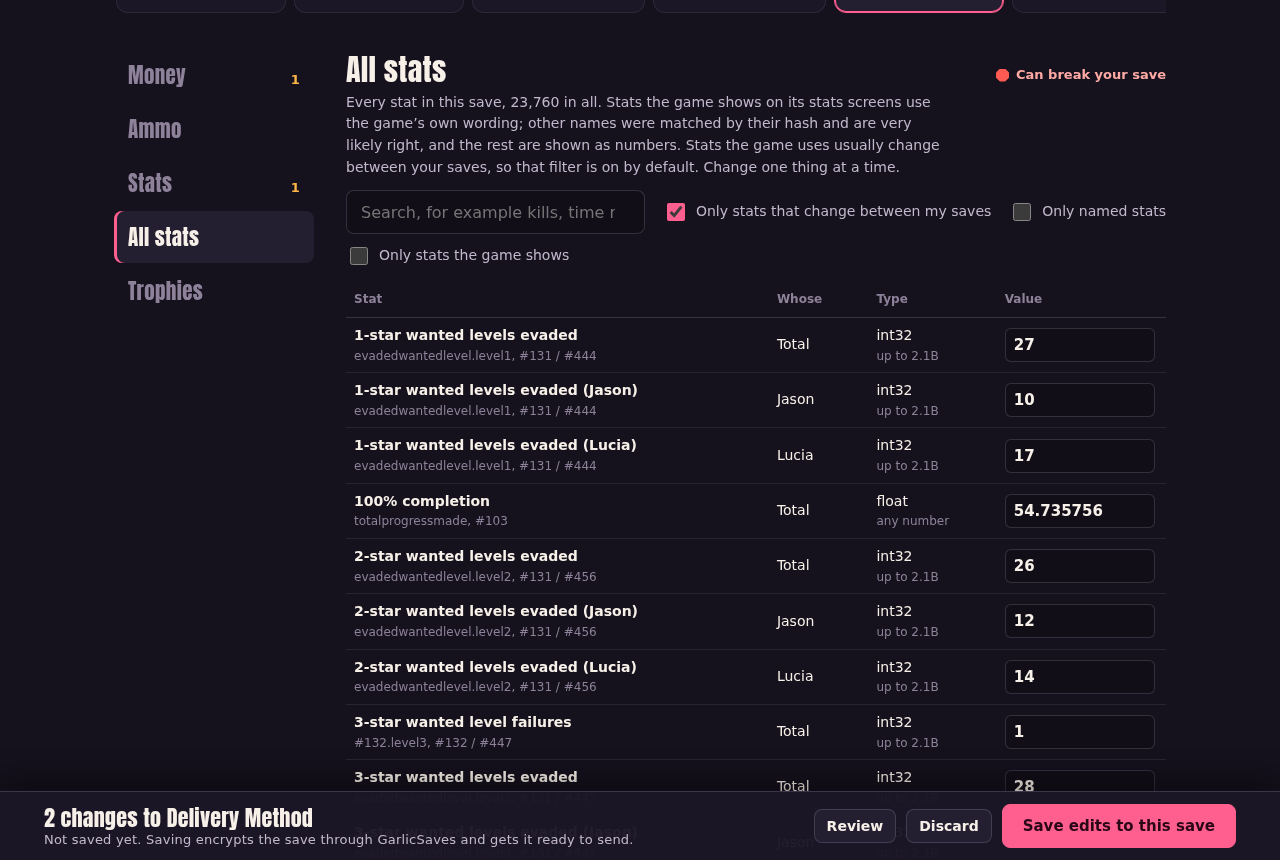 Money 1
Ammo
Stats 1
All stats
Trophies
All stats
Can break your save
Every stat in this save, 23,760 in all. Stats the game shows on its stats screens use
the game’s own wording; other names were matched by their hash and are very
likely right, and the rest are shown as numbers. Stats the game uses usually change
between your saves, so that filter is on by default. Change one thing at a time.
Search, for example kills, time r
Only stats that change between my saves
Only named stats
Only stats the game shows
Stat Whose Type Value
1-star wanted levels evaded Total int32 27
evadedwantedlevel.level1, #131 / #444 up to 2.1B
1-star wanted levels evaded (Jason) Jason int32 10
evadedwantedlevel.level1, #131 / #444 up to 2.1B
1-star wanted levels evaded (Lucia) Lucia int32 17
evadedwantedlevel.level1, #131 / #444 up to 2.1B
100% completion Total float 54.735756
totalprogressmade, #103 any number
2-star wanted levels evaded Total int32 26
evadedwantedlevel.level2, #131 / #456 up to 2.1B
2-star wanted levels evaded (Jason) Jason int32 12
evadedwantedlevel.level2, #131 / #456 up to 2.1B
2-star wanted levels evaded (Lucia) Lucia int32 14
evadedwantedlevel.level2, #131 / #456 up to 2.1B
3-star wanted level failures Total int32 1
#132.level3, #132 / #447 up to 2.1B
3-star wanted levels evaded Total int32 28
2 changes to Delivery Method
Not saved yet. Saving encrypts the save through GarlicSaves and gets it ready to send.
Review
Discard
Save edits to this save